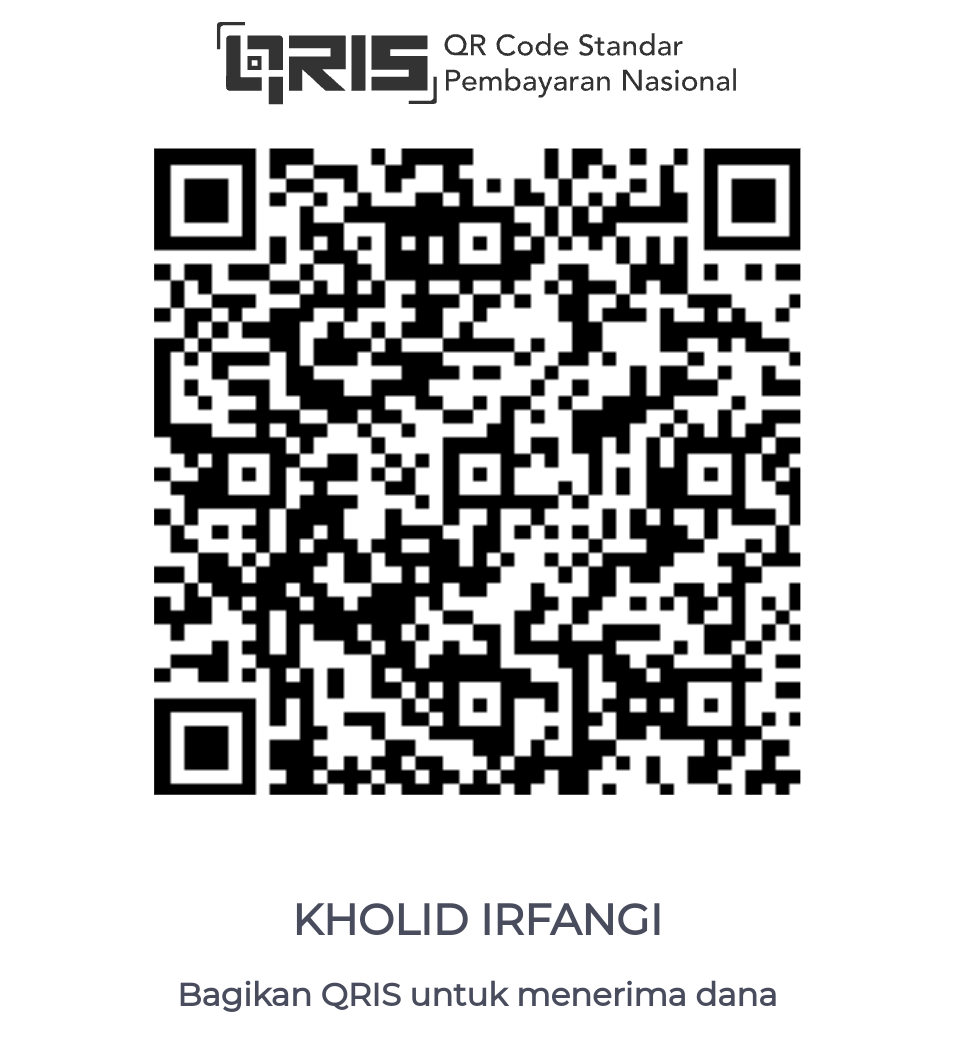 QRIS QR Code Standar
Pembayaran Nasional
KHOLID IRFANGI
Bagikan QRIS untuk menerima dana